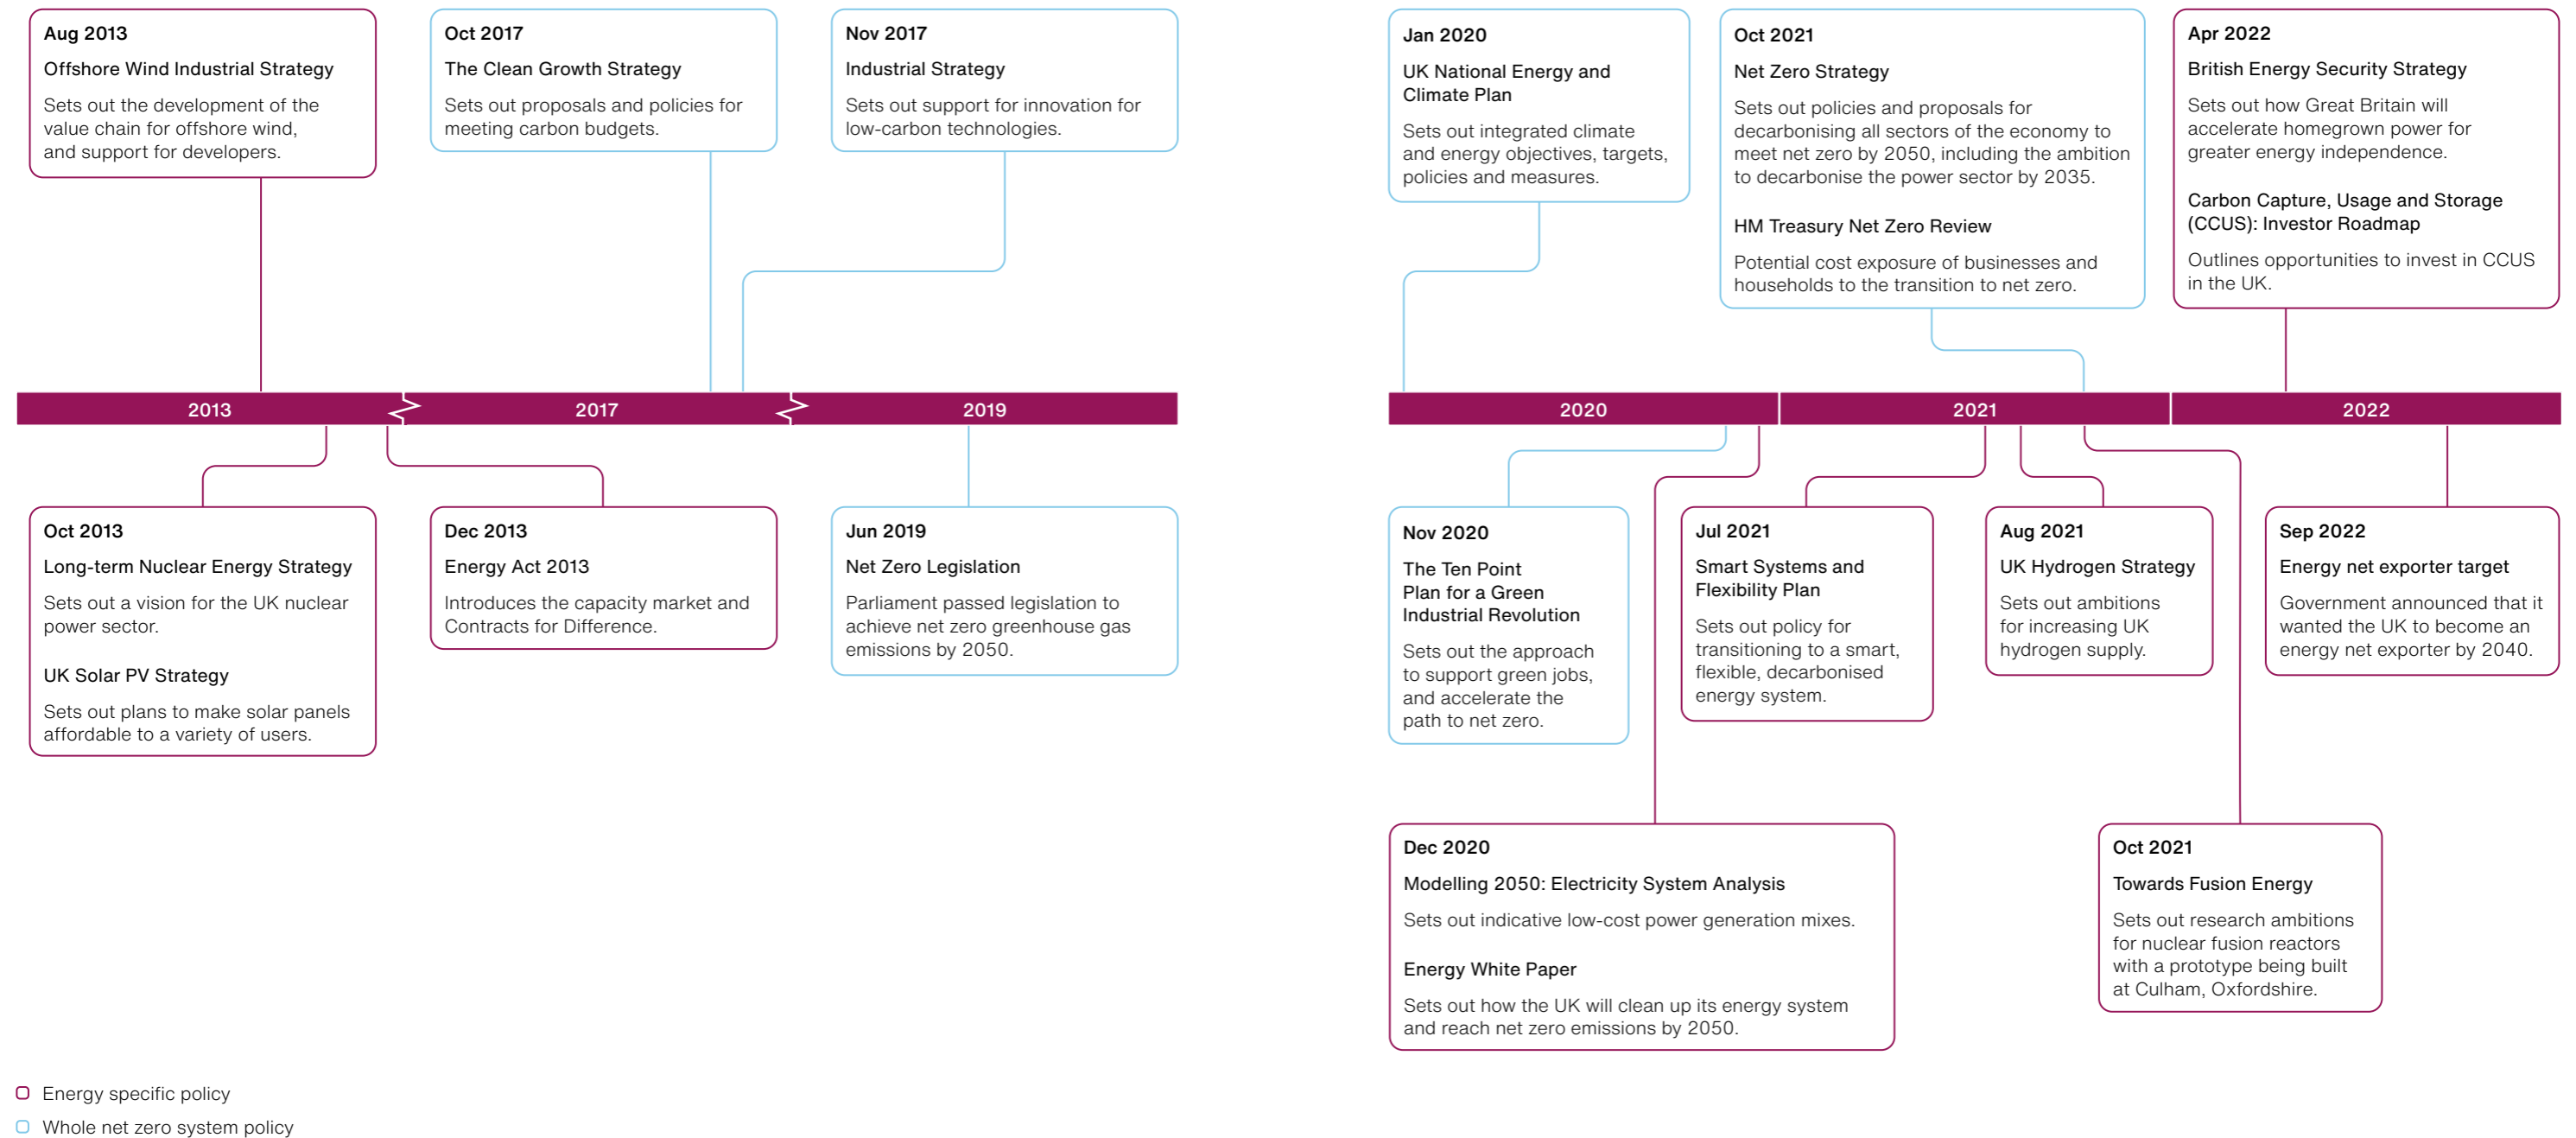 Aug 2013
Offshore Wind Industrial Strategy
Sets out the development of the
value chain for offshore wind,
and support for developers.
Oct 2017
The Clean Growth Strategy
Sets out proposals and policies for
meeting carbon budgets.
Nov 2017
Industrial Strategy
Sets out support for innovation for
low-carbon technologies.
Jan 2020
UK National Energy and
Climate Plan
Sets out integrated climate
and energy objectives, targets,
policies and measures.
Oct 2021
Net Zero Strategy
Sets out policies and proposals for
decarbonising all sectors of the economy to
meet net zero by 2050, including the ambition
to decarbonise the power sector by 2035.
HM Treasury Net Zero Review
Potential cost exposure of businesses and
households to the transition to net zero.
Apr 2022
British Energy Security Strategy
Sets out how Great Britain will
accelerate homegrown power for
greater energy independence.
Carbon Capture, Usage and Storage
(CCUS): Investor Roadmap
Outlines opportunities to invest in CCUS
in the UK.
2013
2017
2019
2020
2021
2022
Oct 2013
Long-term Nuclear Energy Strategy
Sets out a vision for the UK nuclear
power sector.
UK Solar PV Strategy
Sets out plans to make solar panels
affordable to a variety of users.
Dec 2013
Energy Act 2013
Introduces the capacity market and
Contracts for Difference.
Jun 2019
Net Zero Legislation
Parliament passed legislation to
achieve net zero greenhouse gas
emissions by 2050.
Nov 2020
The Ten Point
Plan for a Green
Industrial Revolution
Sets out the approach
to support green jobs,
and accelerate the
path to net zero.
Jul 2021
Smart Systems and
Flexibility Plan
Sets out policy for
transitioning to a smart,
flexible, decarbonised
energy system.
Aug 2021
UK Hydrogen Strategy
Sets out ambitions
for increasing UK
hydrogen supply.
Sep 2022
Energy net exporter target
Government announced that it
wanted the UK to become an
energy net exporter by 2040.
Dec 2020
Modelling 2050: Electricity System Analysis
Sets out indicative low-cost power generation mixes.
Energy White Paper
Sets out how the UK will clean up its energy system
and reach net zero emissions by 2050.
Oct 2021
Towards Fusion Energy
Sets out research ambitions
for nuclear fusion reactors
with a prototype being built
at Culham, Oxfordshire.
Energy specific policy
Whole net zero system policy